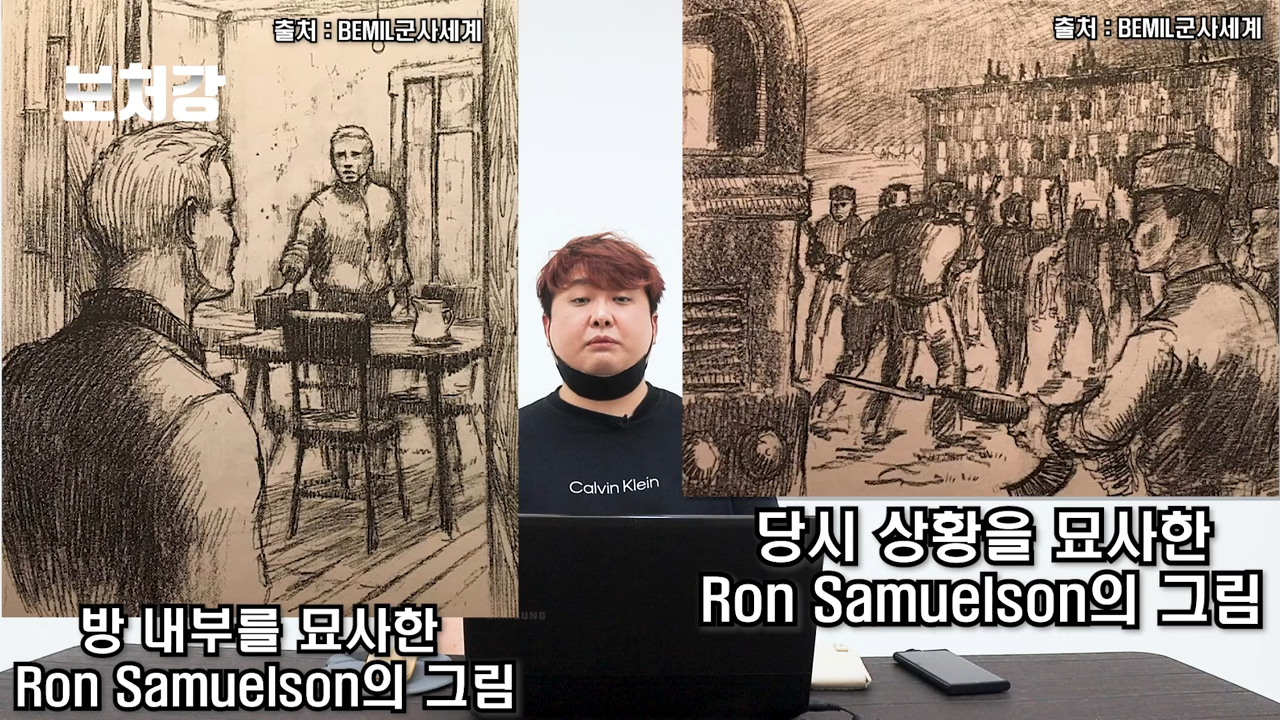 출처 : BEMIL군사세계
출처 : BEMIL군사세계
보처강
Calvin Klein
당시 상황을 묘사한
Ron Samuelson의 그림
방 내부를 묘사한
Ron Samuelson의 그림